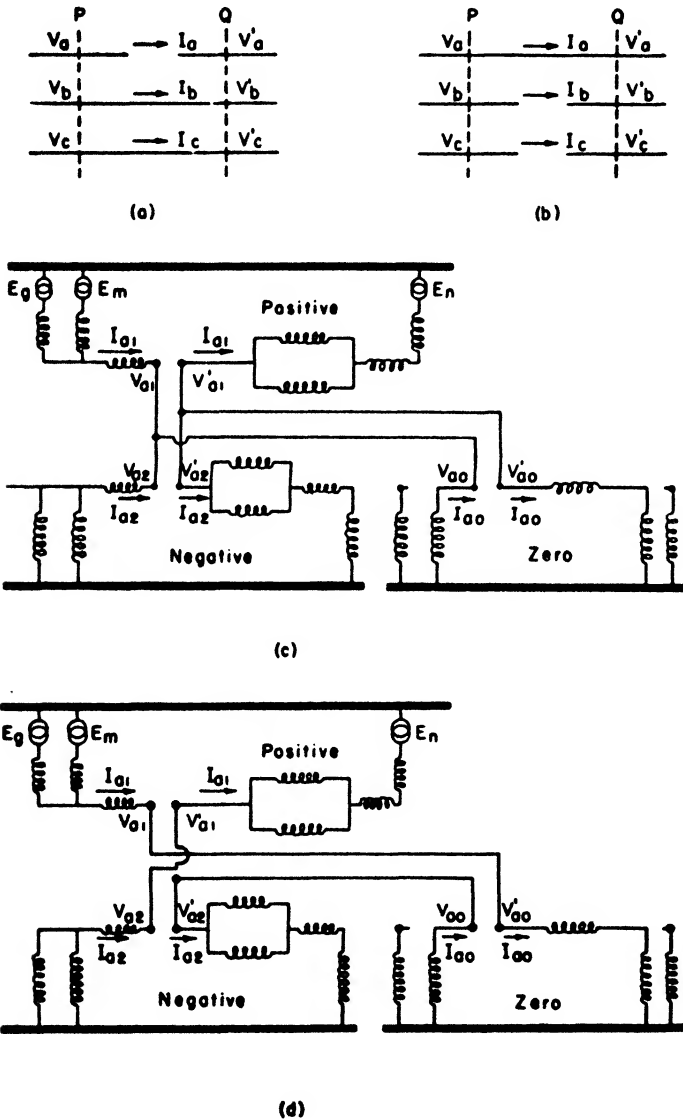 P Q
Va Ia V'a
Vb Ib V'b
Vc Ic V'c
(a)
P Q
Va Ia V'a
Vb Ib V'b
Vc Ic V'c
(b)
Eg Em En
Positive
Ia1 Ia1
Va1 V'a1
Va2 V'a2 Va0 V'a0
Ia2 Ia2 Ia0 Ia0
Negative Zero
(c)
Eg Em En
Positive
Ia1 Ia1
Va1 V'a1
Va2 V'a2 Va0 V'a0
Ia2 Ia2 Ia0 Ia0
Negative Zero
(d)